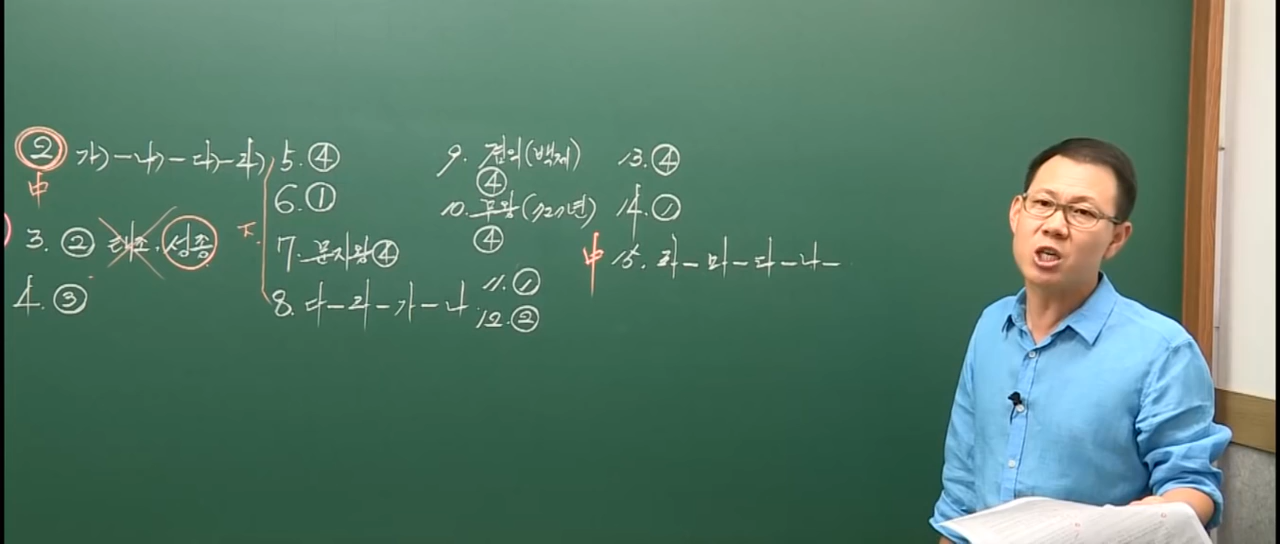 ② 가)-나)-다)-라)
中
3. ② 태조, 성종
4. ③
下.
5. ④
6. ①
7. 문자왕 ④
8. 다-라-가-나
9. 겸익(백제)
④
10. 무왕(727년)
④
11. ①
12. ②
13. ④
14. ①
中 15. 라-마-다-나-